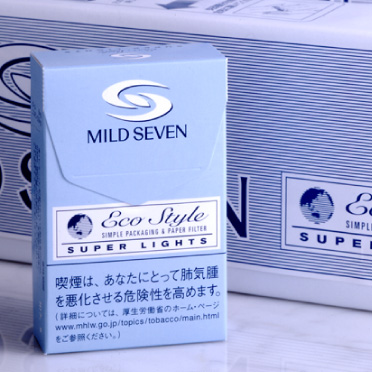 MILD SEVEN
Eco Style
SIMPLE PACKAGING & PAPER FILTER
SUPER LIGHTS
喫煙は、あなたにとって肺気腫
を悪化させる危険性を高めます。
(詳細については、厚生労働省のホーム・ページ
www.mhlw.go.jp/topics/tobacco/main.html
をご参照ください。)
Eco
SIMPLE PACKA
SUPER